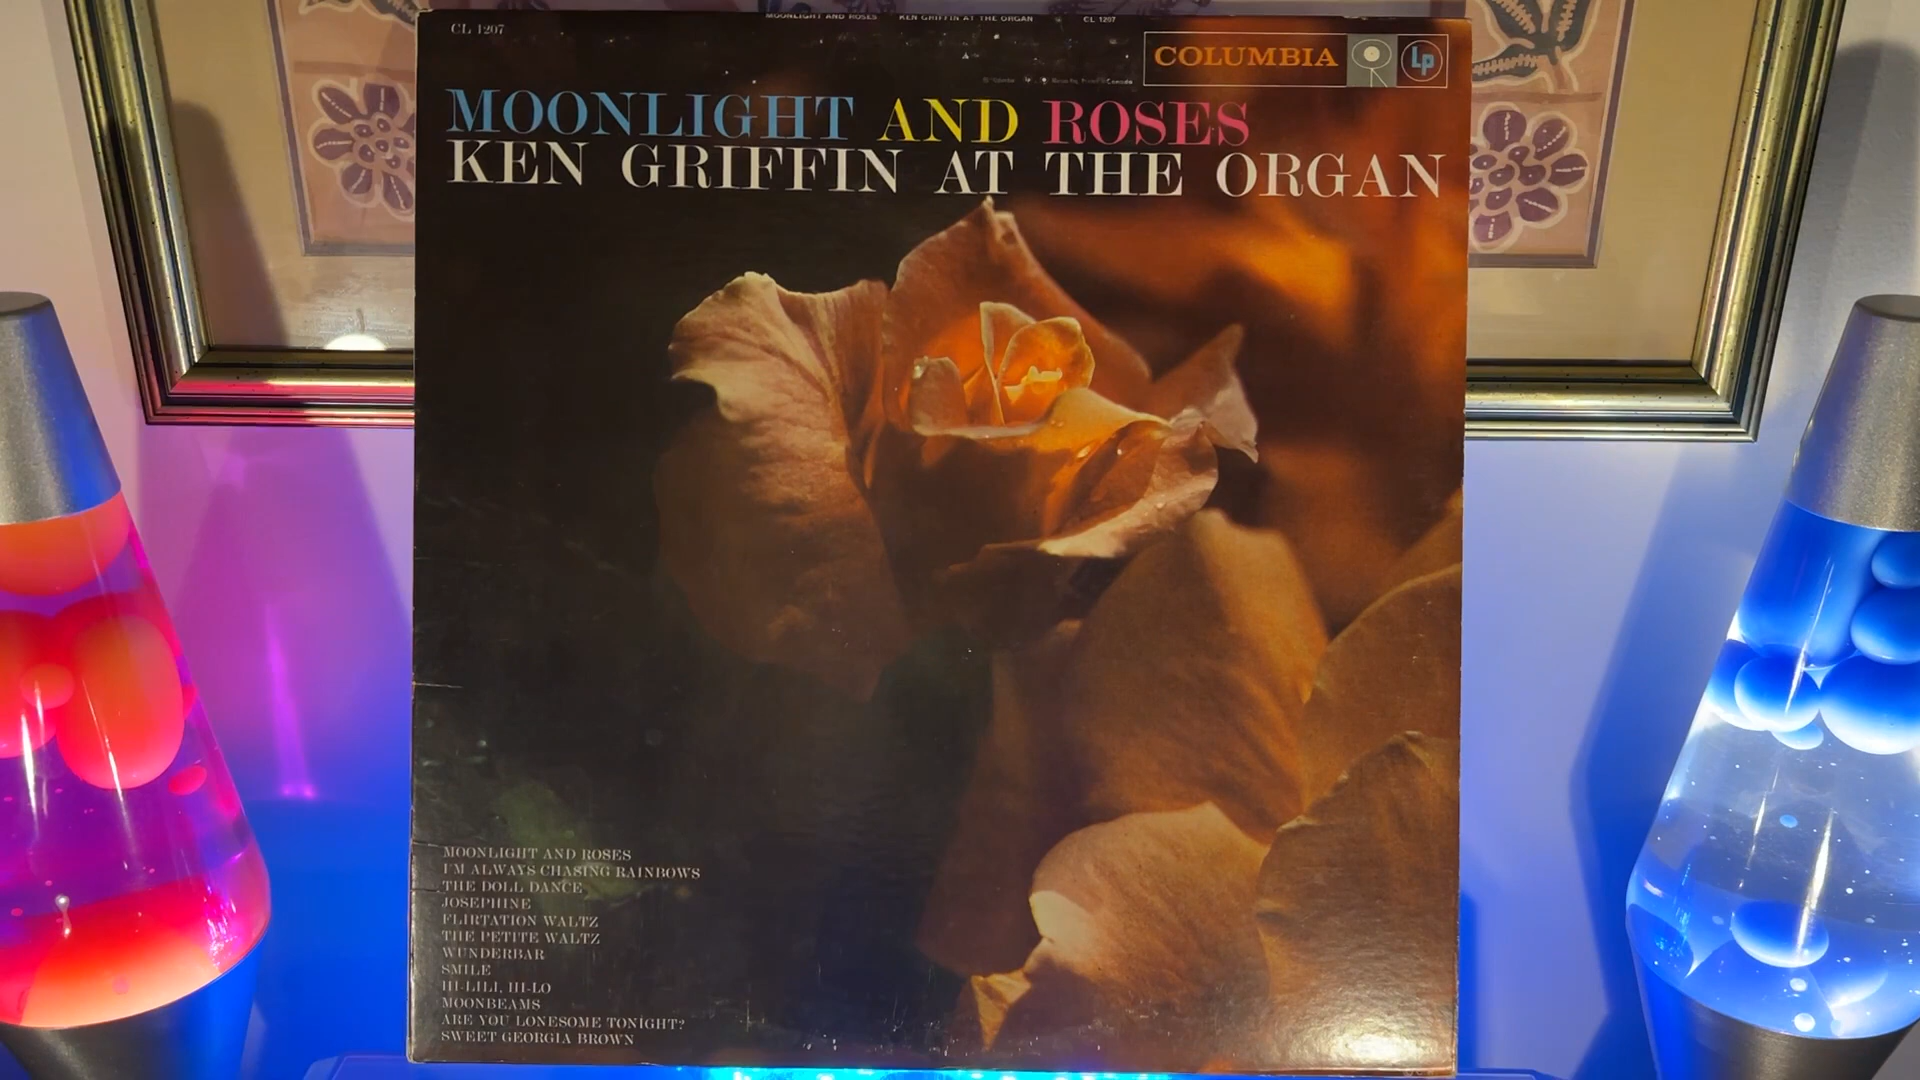 MOONLIGHT AND ROSES KEN GRIFFIN AT THE ORGAN CL 1207
CL 1207
COLUMBIA Lp
MOONLIGHT AND ROSES
KEN GRIFFIN AT THE ORGAN
MOONLIGHT AND ROSES
I'M ALWAYS CHASING RAINBOWS
THE DOLL DANCE
JOSEPHINE
FLIRTATION WALTZ
THE PETITE WALTZ
WUNDERBAR
SMILE
HI-LILI, HI-LO
MOONBEAMS
ARE YOU LONESOME TONIGHT?
SWEET GEORGIA BROWN